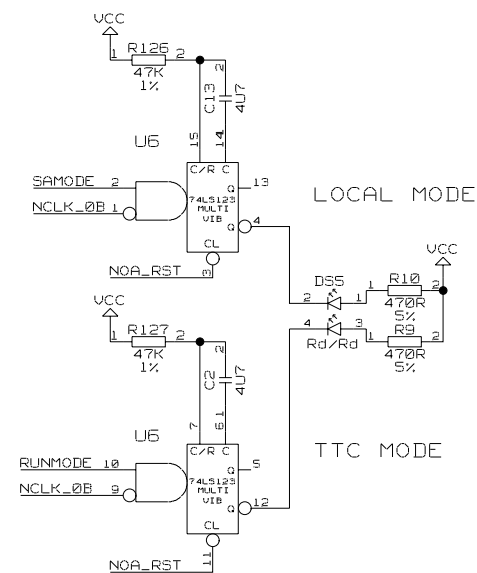 VCC
1 R126 2
47K
1%
2
C13
4U7
U6
15
14
C/R C
SAMODE 2
Q 13
NCLK_0B 1
74LS123
MULTI
VIB
Q 4
CL
NOA_RST
3
LOCAL MODE
VCC
DS5
1 R10 2
2 1
470R
5%
4 3
Rd/Rd
1 R9 2
470R
5%
VCC
1 R127 2
47K
1%
2
C2
4U7
U6
7
6 1
C/R C
RUNMODE 10
Q 5
NCLK_0B 9
74LS123
MULTI
VIB
Q 12
CL
NOA_RST
11
TTC MODE